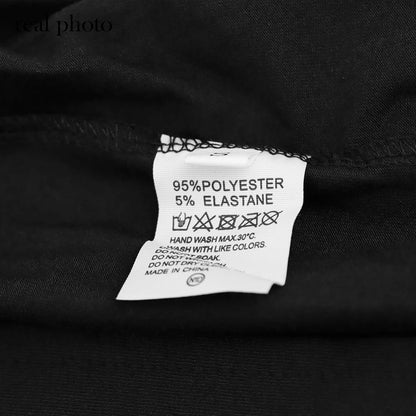 real photo
S
95%POLYESTER
5% ELASTANE
HAND WASH MAX.30°C.
WASH WITH LIKE COLORS.
DO NOT SOAK.
DO NOT DRY
MADE IN CHINA